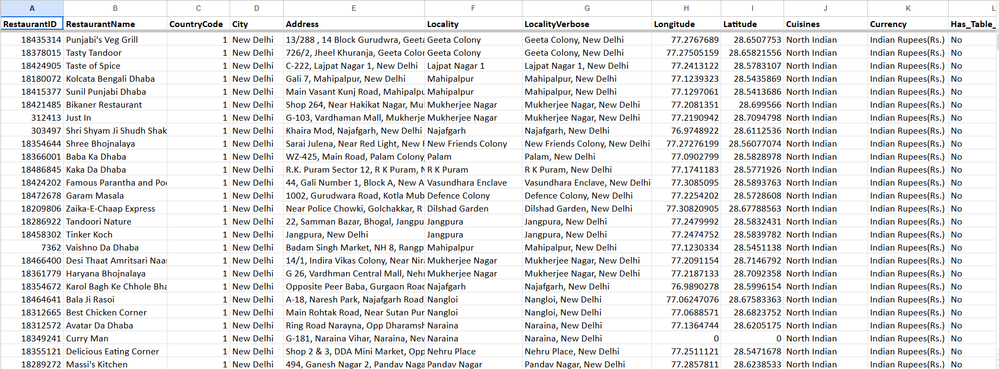 A B C D E F G H I J K L
RestaurantID RestaurantName CountryCode City Address Locality LocalityVerbose Longitude Latitude Cuisines Currency Has_Table_
18435314 Punjabi's Veg Grill 1 New Delhi 13/288 , 14 Block Gurudwra, Geeta Geeta Colony Geeta Colony, New Delhi 77.2767689 28.6507753 North Indian Indian Rupees(Rs.) No
18378015 Tasty Tandoor 1 New Delhi 726/2, Jheel Khuranja, Geeta Color Geeta Colony Geeta Colony, New Delhi 77.27505159 28.65821556 North Indian Indian Rupees(Rs.) No
18424905 Taste of Spice 1 New Delhi C-222, Lajpat Nagar 1, New Delhi Lajpat Nagar 1 Lajpat Nagar 1, New Delhi 77.2413122 28.5783107 North Indian Indian Rupees(Rs.) No
18180072 Kolcata Bengali Dhaba 1 New Delhi Gali 7, Mahipalpur, New Delhi Mahipalpur Mahipalpur, New Delhi 77.1239323 28.5435869 North Indian Indian Rupees(Rs.) No
18415377 Sunil Punjabi Dhaba 1 New Delhi Main Vasant Kunj Road, Mahipalpu Mahipalpur Mahipalpur, New Delhi 77.1297061 28.5413686 North Indian Indian Rupees(Rs.) No
18421485 Bikaner Restaurant 1 New Delhi Shop 264, Near Hakikat Nagar, Mu Mukherjee Nagar Mukherjee Nagar, New Delhi 77.2081351 28.699566 North Indian Indian Rupees(Rs.) No
312413 Just In 1 New Delhi G-103, Vardhaman Mall, Mukherje Mukherjee Nagar Mukherjee Nagar, New Delhi 77.2190942 28.7094798 North Indian Indian Rupees(Rs.) No
303497 Shri Shyam Ji Shudh Shak 1 New Delhi Khaira Mod, Najafgarh, New Delhi Najafgarh Najafgarh, New Delhi 76.9748922 28.6112536 North Indian Indian Rupees(Rs.) No
18354644 Shree Bhojnalaya 1 New Delhi Sarai Julena, Near Red Light, New F New Friends Colony New Friends Colony, New Delhi 77.27276199 28.56077074 North Indian Indian Rupees(Rs.) No
18366001 Baba Ka Dhaba 1 New Delhi WZ-425, Main Road, Palam Colony, Palam Palam, New Delhi 77.0902799 28.5828978 North Indian Indian Rupees(Rs.) No
18486845 Kaka Da Dhaba 1 New Delhi R.K. Puram Sector 12, R K Puram, N R K Puram R K Puram, New Delhi 77.1741183 28.5771926 North Indian Indian Rupees(Rs.) No
18424202 Famous Parantha and Poo 1 New Delhi 44, Gali Number 1, Block A, New A Vasundhara Enclave Vasundhara Enclave, New Delhi 77.3085095 28.5893763 North Indian Indian Rupees(Rs.) No
18472678 Garam Masala 1 New Delhi 1002, Gurudwara Road, Kotla Mub Defence Colony Defence Colony, New Delhi 77.2254202 28.5728608 North Indian Indian Rupees(Rs.) No
18209806 Zaika-E-Chaap Express 1 New Delhi Near Police Chowki, Golchakkar, R Dilshad Garden Dilshad Garden, New Delhi 77.30820905 28.67788563 North Indian Indian Rupees(Rs.) No
18286922 Tandoori Nature 1 New Delhi 22, Samman Bazar, Bhogal, Jangpu Jangpura Jangpura, New Delhi 77.2479992 28.5832431 North Indian Indian Rupees(Rs.) No
18458302 Tinker Koch 1 New Delhi Jangpura, New Delhi Jangpura Jangpura, New Delhi 77.2474752 28.5839782 North Indian Indian Rupees(Rs.) No
7362 Vaishno Da Dhaba 1 New Delhi Badam Singh Market, NH 8, Rangp Mahipalpur Mahipalpur, New Delhi 77.1230334 28.5451138 North Indian Indian Rupees(Rs.) No
18466400 Desi Thaat Amritsari Naa 1 New Delhi 14/1, Indira Vikas Colony, Near Nir Mukherjee Nagar Mukherjee Nagar, New Delhi 77.2091154 28.7146792 North Indian Indian Rupees(Rs.) No
18361779 Haryana Bhojnalaya 1 New Delhi G 26, Vardhman Central Mall, Neh Mukherjee Nagar Mukherjee Nagar, New Delhi 77.2187133 28.7092358 North Indian Indian Rupees(Rs.) No
18354672 Karol Bagh Ke Chhole Bha 1 New Delhi Opposite Peer Baba, Gurgaon Road Najafgarh Najafgarh, New Delhi 76.9890278 28.5996154 North Indian Indian Rupees(Rs.) No
18464641 Bala Ji Rasoi 1 New Delhi A-18, Naresh Park, Najafgarh Road Nangloi Nangloi, New Delhi 77.06247076 28.67583363 North Indian Indian Rupees(Rs.) No
18312665 Best Chicken Corner 1 New Delhi Main Rohtak Road, Near Sutan Pur Nangloi Nangloi, New Delhi 77.0688571 28.6823752 North Indian Indian Rupees(Rs.) No
18312572 Avatar Da Dhaba 1 New Delhi Ring Road Narayna, Opp Dharamsh Naraina Naraina, New Delhi 77.1364744 28.6205175 North Indian Indian Rupees(Rs.) No
18349241 Curry Man 1 New Delhi G-181, Naraina Vihar, Naraina, New Naraina Naraina, New Delhi 0 0 North Indian Indian Rupees(Rs.) No
18355121 Delicious Eating Corner 1 New Delhi Shop 2 & 3, DDA Mini Market, Opp Nehru Place Nehru Place, New Delhi 77.2511121 28.5471678 North Indian Indian Rupees(Rs.) No
18289272 Massi's Kitchen 1 New Delhi 494, Ganesh Nagar 2, Pandav Naga Pandav Nagar Pandav Nagar, New Delhi 77.2857811 28.6238533 North Indian Indian Rupees(Rs.) No